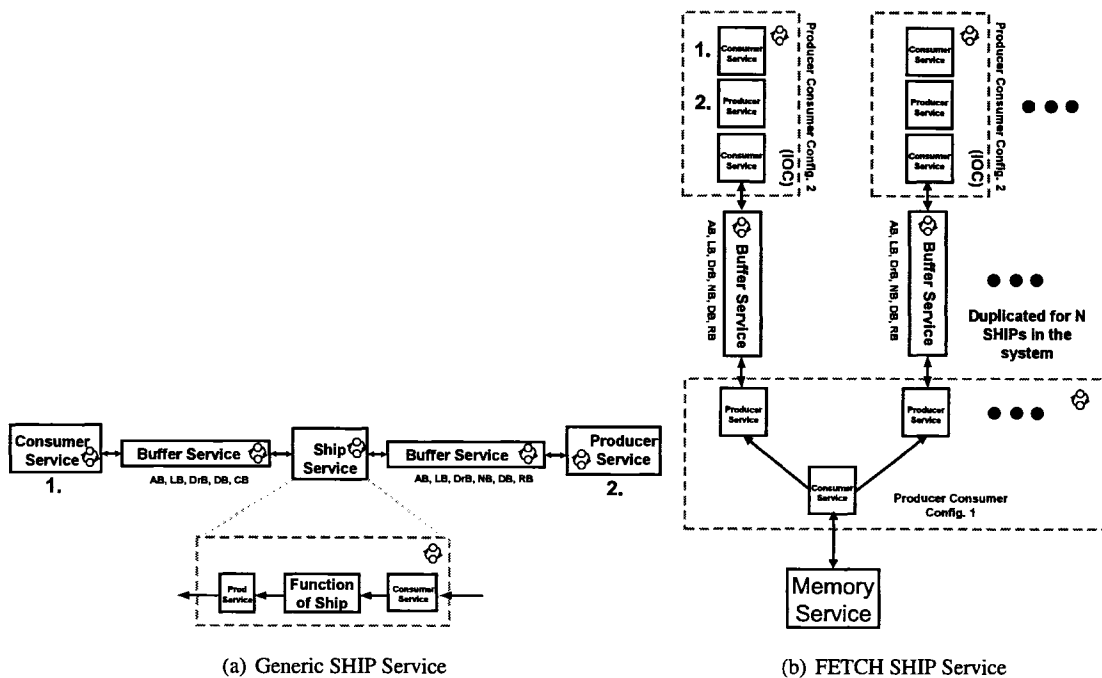 Consumer
Service
1.
Buffer Service
AB, LB, DrB, DB, CB
Ship
Service
Buffer Service
AB, LB, DrB, NB, DB, RB
Producer
Service
2.
Prod
Service
Function
of Ship
Consumer
Service
(a) Generic SHIP Service
1.
Consumer
Service
2.
Producer
Service
Consumer
Service
(IOC)
Producer Consumer Config. 2
AB, LB, DrB, NB, DB, RB
Buffer Service
Consumer
Service
Producer
Service
Consumer
Service
(IOC)
Producer Consumer Config. 2
AB, LB, DrB, NB, DB, RB
Buffer Service
Duplicated for N
SHIPs in the
system
Producer
Service
Producer
Service
Consumer
Service
Producer Consumer
Config. 1
Memory
Service
(b) FETCH SHIP Service